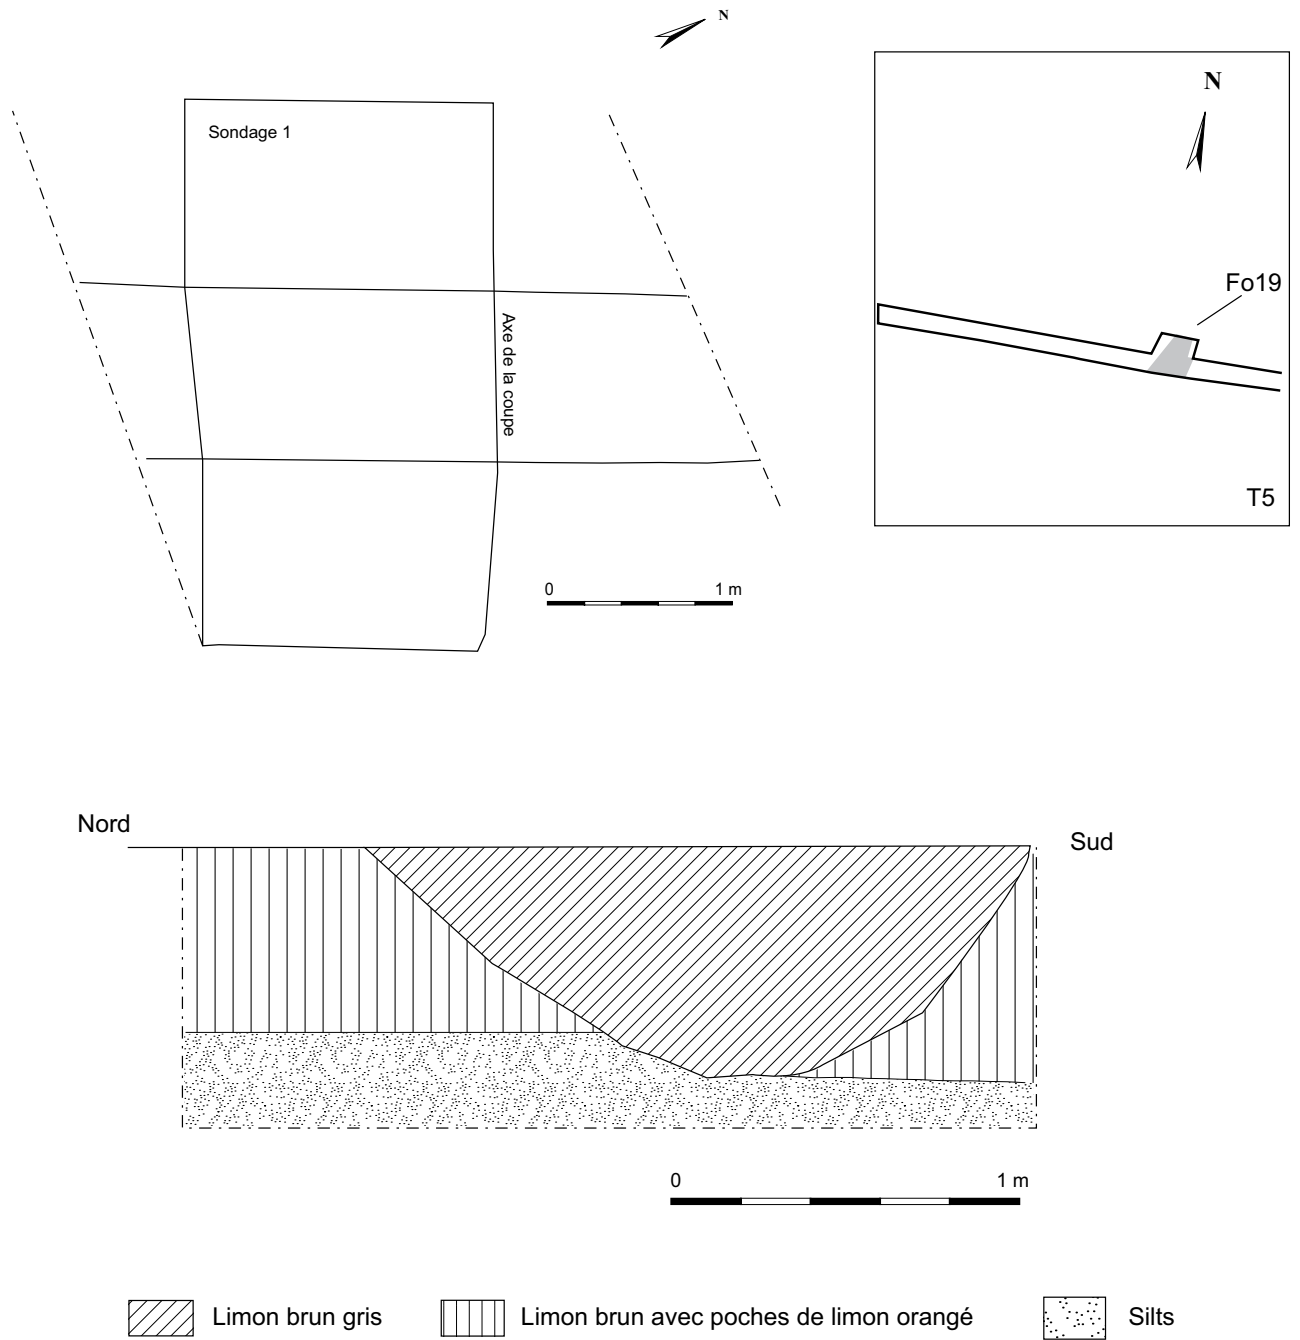 N
Sondage 1
Axe de la coupe
0 1 m
N
Fo19
T5
Nord
Sud
0 1 m
Limon brun gris
Limon brun avec poches de limon orangé
Silts